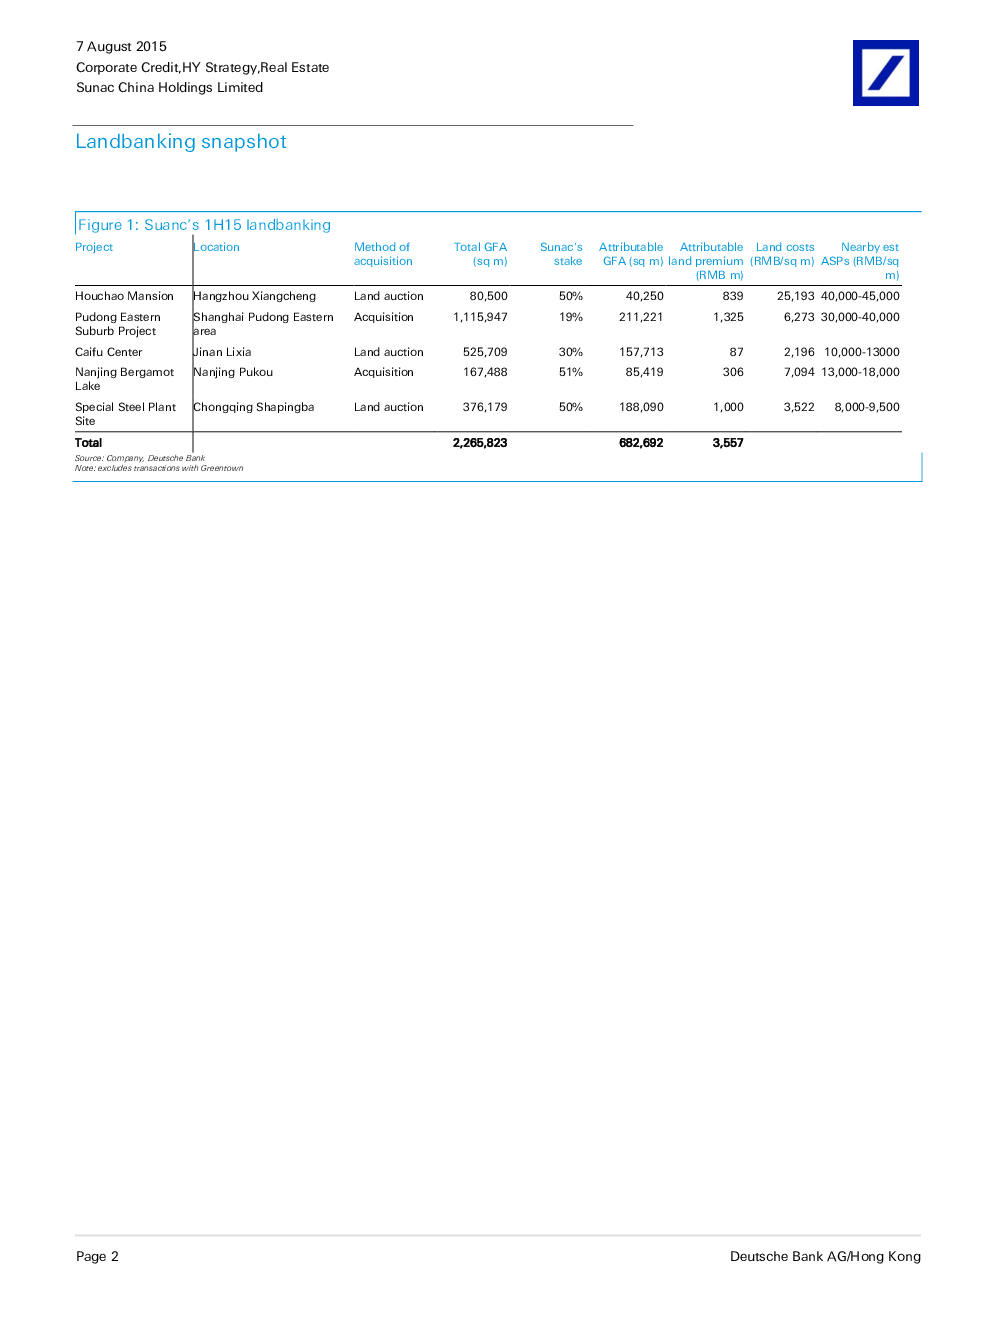 7 August 2015
Corporate Credit,HY Strategy,Real Estate
Sunac China Holdings Limited
Landbanking snapshot
Figure 1: Suanc's 1H15 landbanking
Project Location Method of Total GFA Sunac's Attributable Attributable Land costs Nearby est
acquisition (sq m) stake GFA (sq m) land premium (RMB/sq m) ASPs (RMB/sq
(RMB m) m)
Houchao Mansion Hangzhou Xiangcheng Land auction 80,500 50% 40,250 839 25,193 40,000-45,000
Pudong Eastern Shanghai Pudong Eastern Acquisition 1,115,947 19% 211,221 1,325 6,273 30,000-40,000
Suburb Project area
Caifu Center Jinan Lixia Land auction 525,709 30% 157,713 87 2,196 10,000-13000
Nanjing Bergamot Nanjing Pukou Acquisition 167,488 51% 85,419 306 7,094 13,000-18,000
Lake
Special Steel Plant Chongqing Shapingba Land auction 376,179 50% 188,090 1,000 3,522 8,000-9,500
Site
Total 2,265,823 682,692 3,557
Source: Company, Deutsche Bank
Note: excludes transactions with Greentown
Page 2 Deutsche Bank AG/Hong Kong